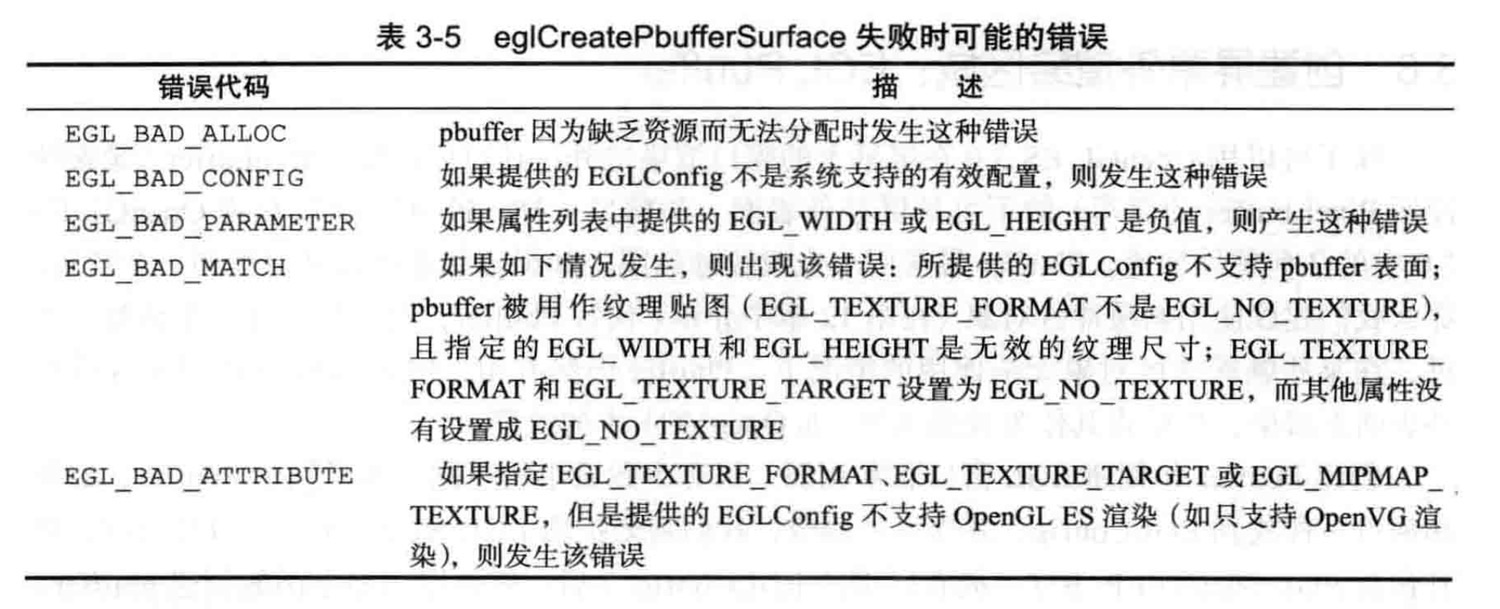 表 3-5 eglCreatePbufferSurface 失败时可能的错误
错误代码 描 述
EGL_BAD_ALLOC pbuffer 因为缺乏资源而无法分配时发生这种错误
EGL_BAD_CONFIG 如果提供的 EGLConfig 不是系统支持的有效配置，则发生这种错误
EGL_BAD_PARAMETER 如果属性列表中提供的 EGL_WIDTH 或 EGL_HEIGHT 是负值，则产生这种错误
EGL_BAD_MATCH 如果如下情况发生，则出现该错误：所提供的 EGLConfig 不支持 pbuffer 表面；
pbuffer 被用作纹理贴图（EGL_TEXTURE_FORMAT 不是 EGL_NO_TEXTURE），
且指定的 EGL_WIDTH 和 EGL_HEIGHT 是无效的纹理尺寸；EGL_TEXTURE_
FORMAT 和 EGL_TEXTURE_TARGET 设置为 EGL_NO_TEXTURE，而其他属性没
有设置成 EGL_NO_TEXTURE
EGL_BAD_ATTRIBUTE 如果指定 EGL_TEXTURE_FORMAT、EGL_TEXTURE_TARGET 或 EGL_MIPMAP_
TEXTURE，但是提供的 EGLConfig 不支持 OpenGL ES 渲染（如只支持 OpenVG 渲
染），则发生该错误